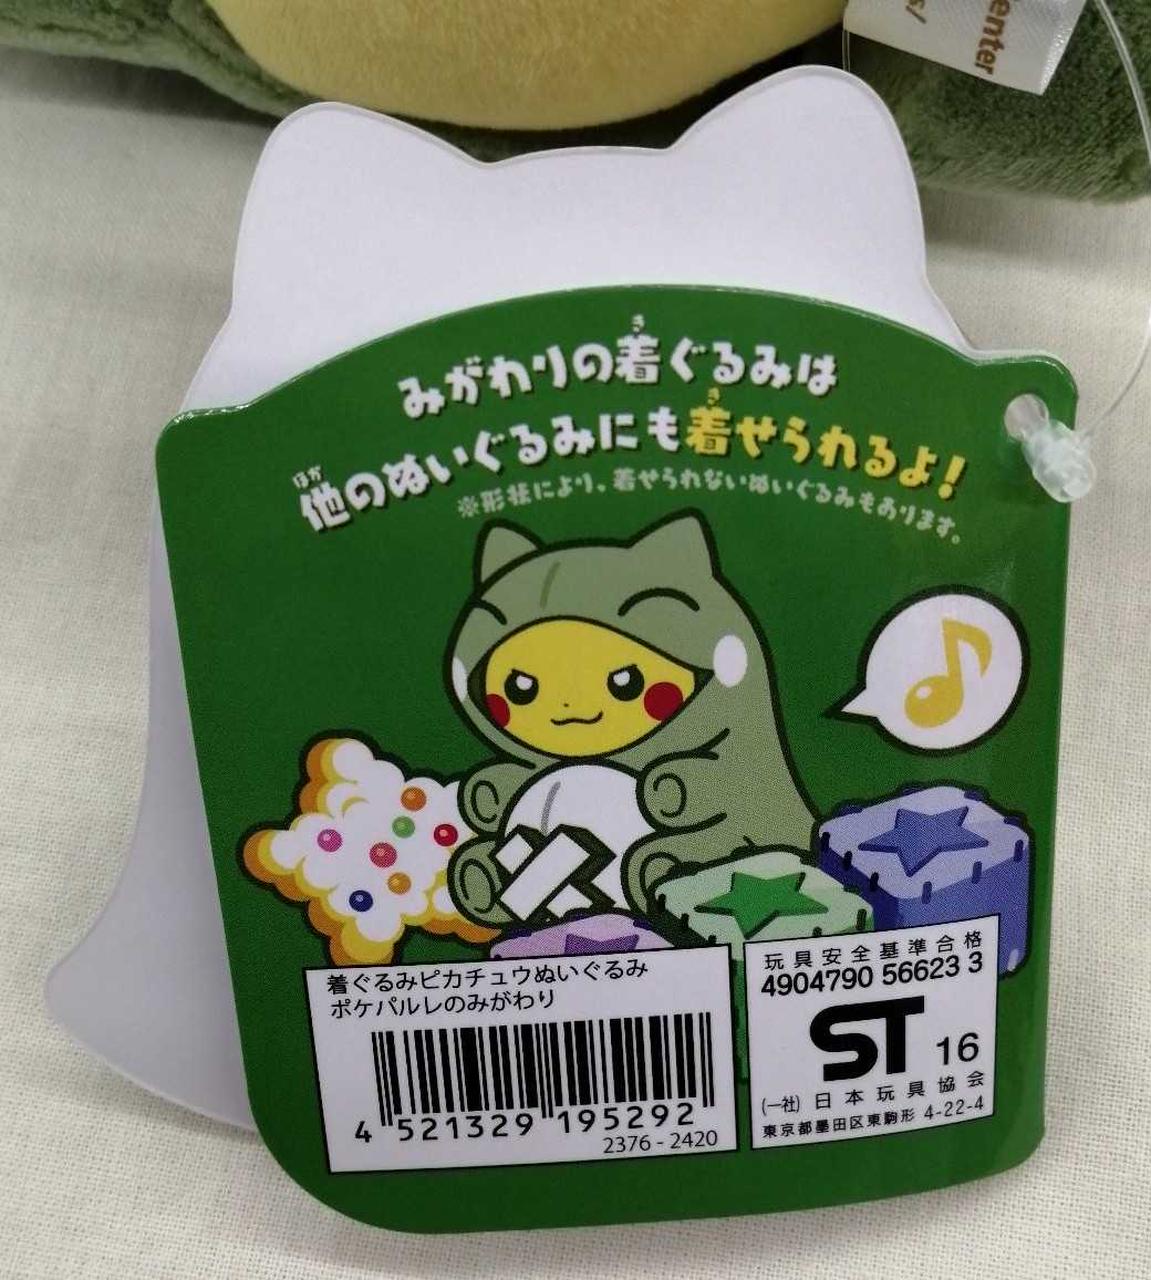 enter
s/
みがわりの着ぐるみは
き
他のぬいぐるみにも着せられるよ!
ほか
き
※形状により、着せられないぬいぐるみもあります。
着ぐるみピカチュウぬいぐるみ
ポケパルレのみがわり
4 521329 195292
2376-2420
玩具安全基準合格
4904790 56623 3
ST 16
(一社)日本玩具協会
東京都墨田区東駒形 4-22-4